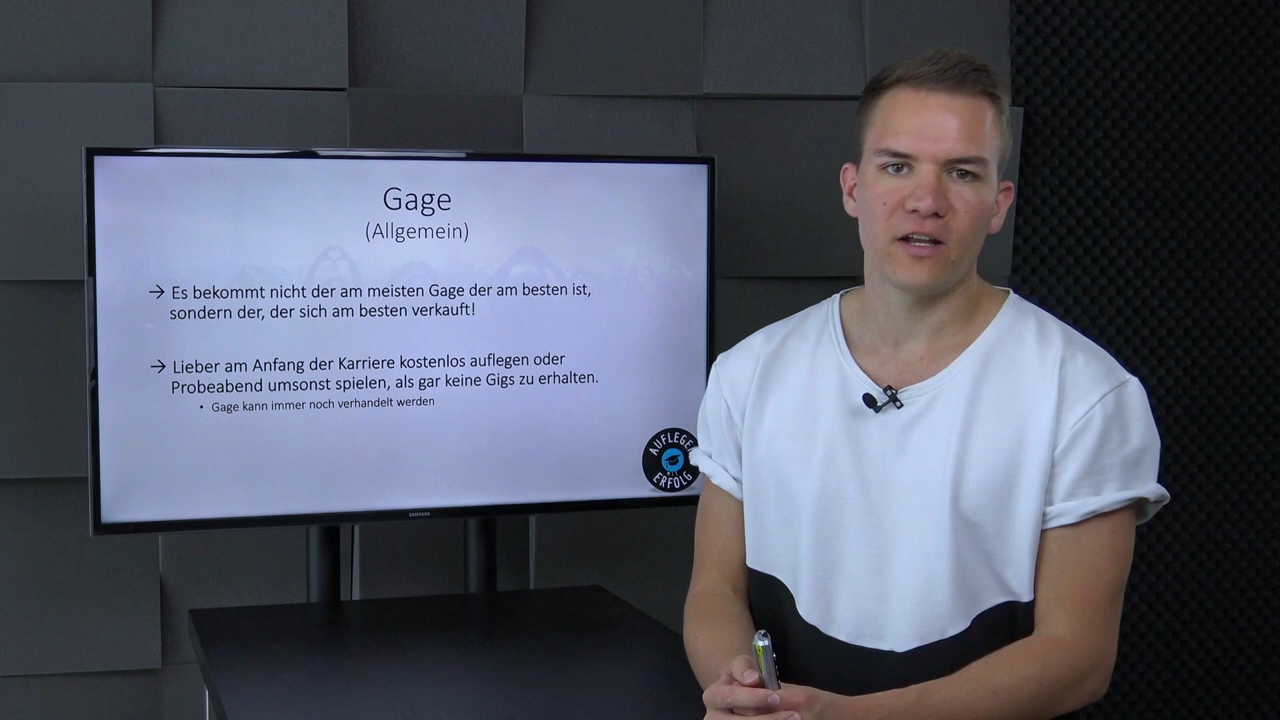 Gage
(Allgemein)
→ Es bekommt nicht der am meisten Gage der am besten ist,
sondern der, der sich am besten verkauft!
→ Lieber am Anfang der Karriere kostenlos auflegen oder
Probeabend umsonst spielen, als gar keine Gigs zu erhalten.
• Gage kann immer noch verhandelt werden
AUFLEGEN
MIT
ERFOLG
SAMSUNG